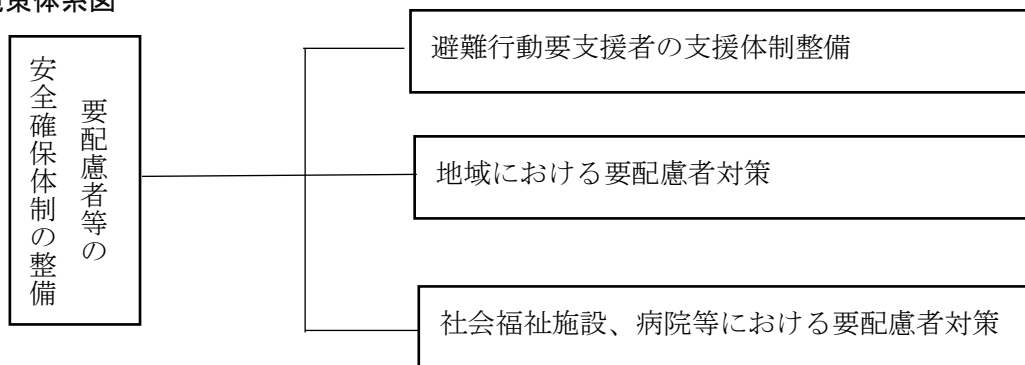 施策体系図
要配慮者等の
安全確保体制の整備
避難行動要支援者の支援体制整備
地域における要配慮者対策
社会福祉施設、病院等における要配慮者対策